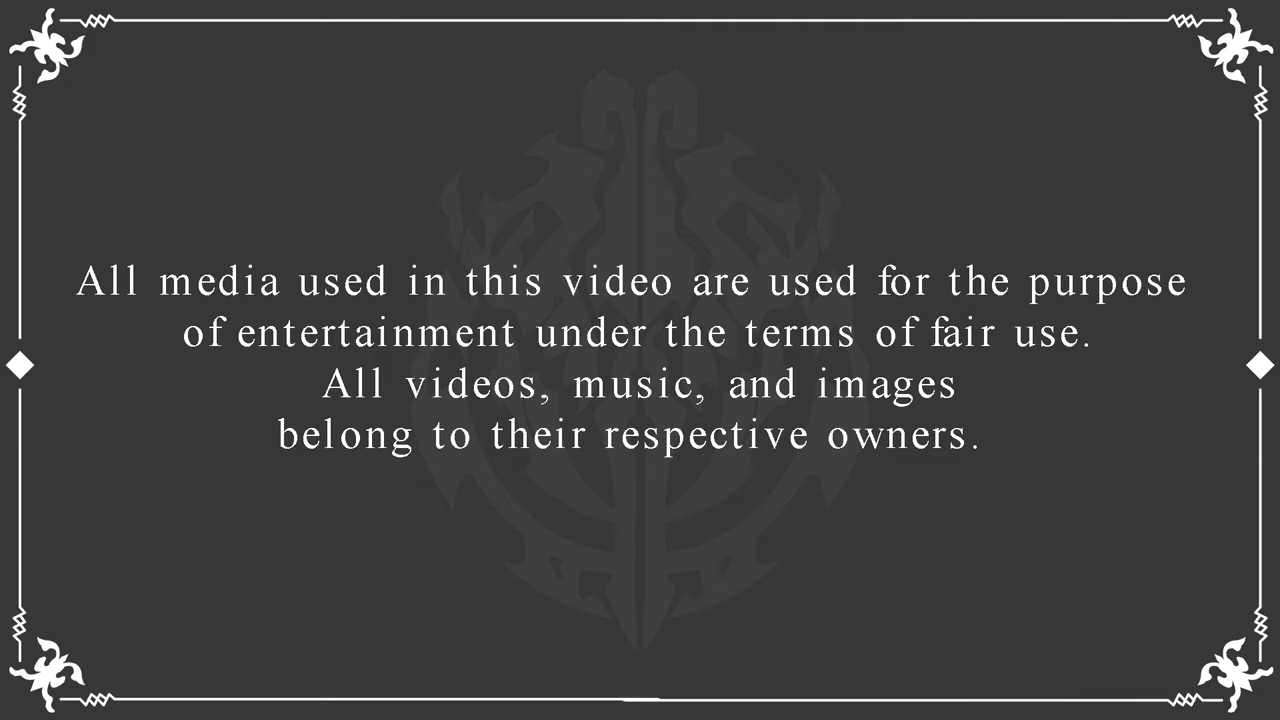 All media used in this video are used for the purpose
of entertainment under the terms of fair use.
All videos, music, and images
belong to their respective owners.